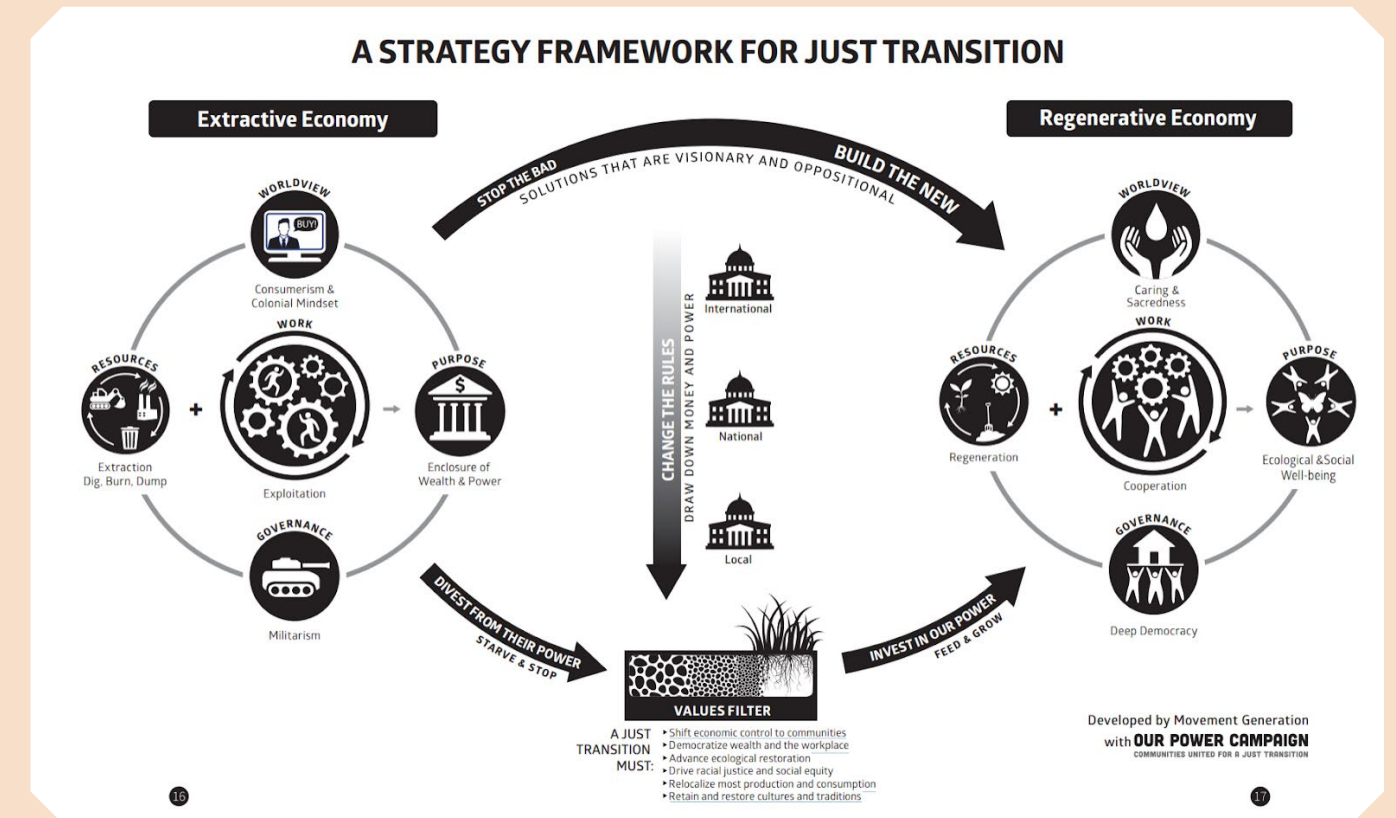 A STRATEGY FRAMEWORK FOR JUST TRANSITION
Extractive Economy
WORLDVIEW
BUY!
Consumerism &
Colonial Mindset
RESOURCES
Extraction
Dig, Burn, Dump
+
WORK
Exploitation
PURPOSE
$
Enclosure of
Wealth & Power
GOVERNANCE
Militarism
STOP THE BAD
BUILD THE NEW
SOLUTIONS THAT ARE VISIONARY AND OPPOSITIONAL
CHANGE THE RULES
DRAW DOWN MONEY AND POWER
International
National
Local
DIVEST FROM THEIR POWER
STARVE & STOP
VALUES FILTER
A JUST
TRANSITION
MUST:
‣ Shift economic control to communities
‣ Democratize wealth and the workplace
‣ Advance ecological restoration
‣ Drive racial justice and social equity
‣ Relocalize most production and consumption
‣ Retain and restore cultures and traditions
INVEST IN OUR POWER
FEED & GROW
Regenerative Economy
WORLDVIEW
Caring &
Sacredness
RESOURCES
Regeneration
+
WORK
Cooperation
PURPOSE
Ecological &Social
Well-being
GOVERNANCE
Deep Democracy
Developed by Movement Generation
with OUR POWER CAMPAIGN
COMMUNITIES UNITED FOR A JUST TRANSITION
16
17